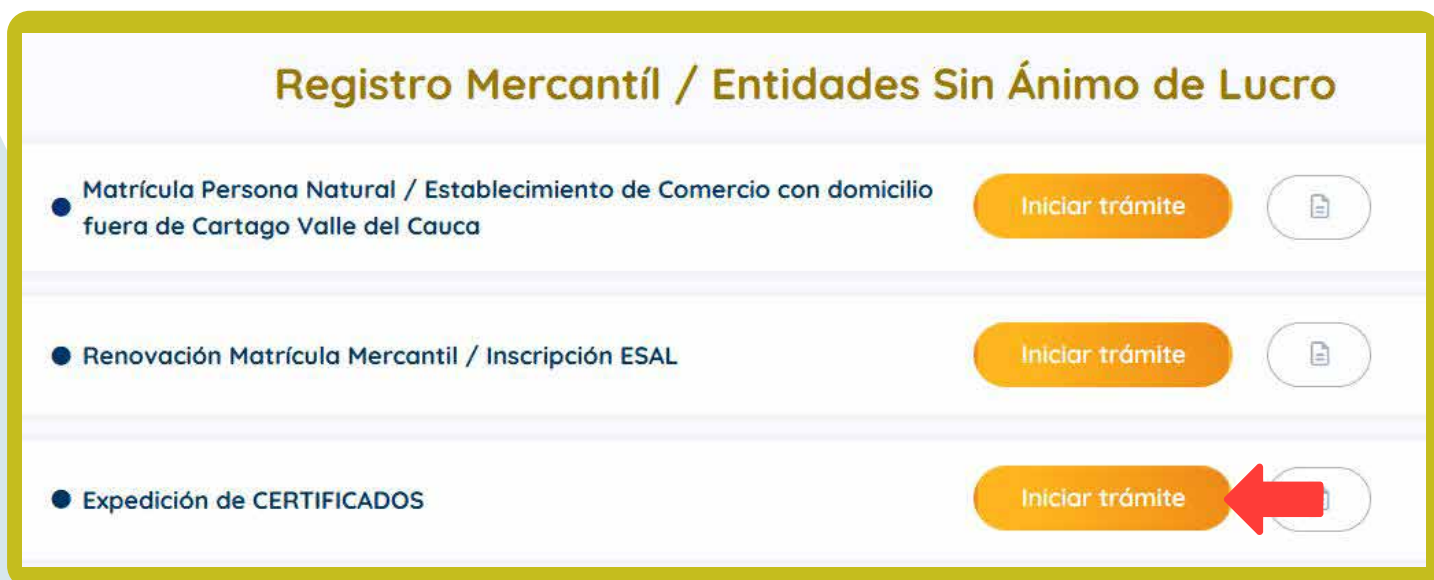 Registro Mercantíl / Entidades Sin Ánimo de Lucro
Matrícula Persona Natural / Establecimiento de Comercio con domicilio
fuera de Cartago Valle del Cauca
Iniciar trámite
Renovación Matrícula Mercantil / Inscripción ESAL
Iniciar trámite
Expedición de CERTIFICADOS
Iniciar trámite